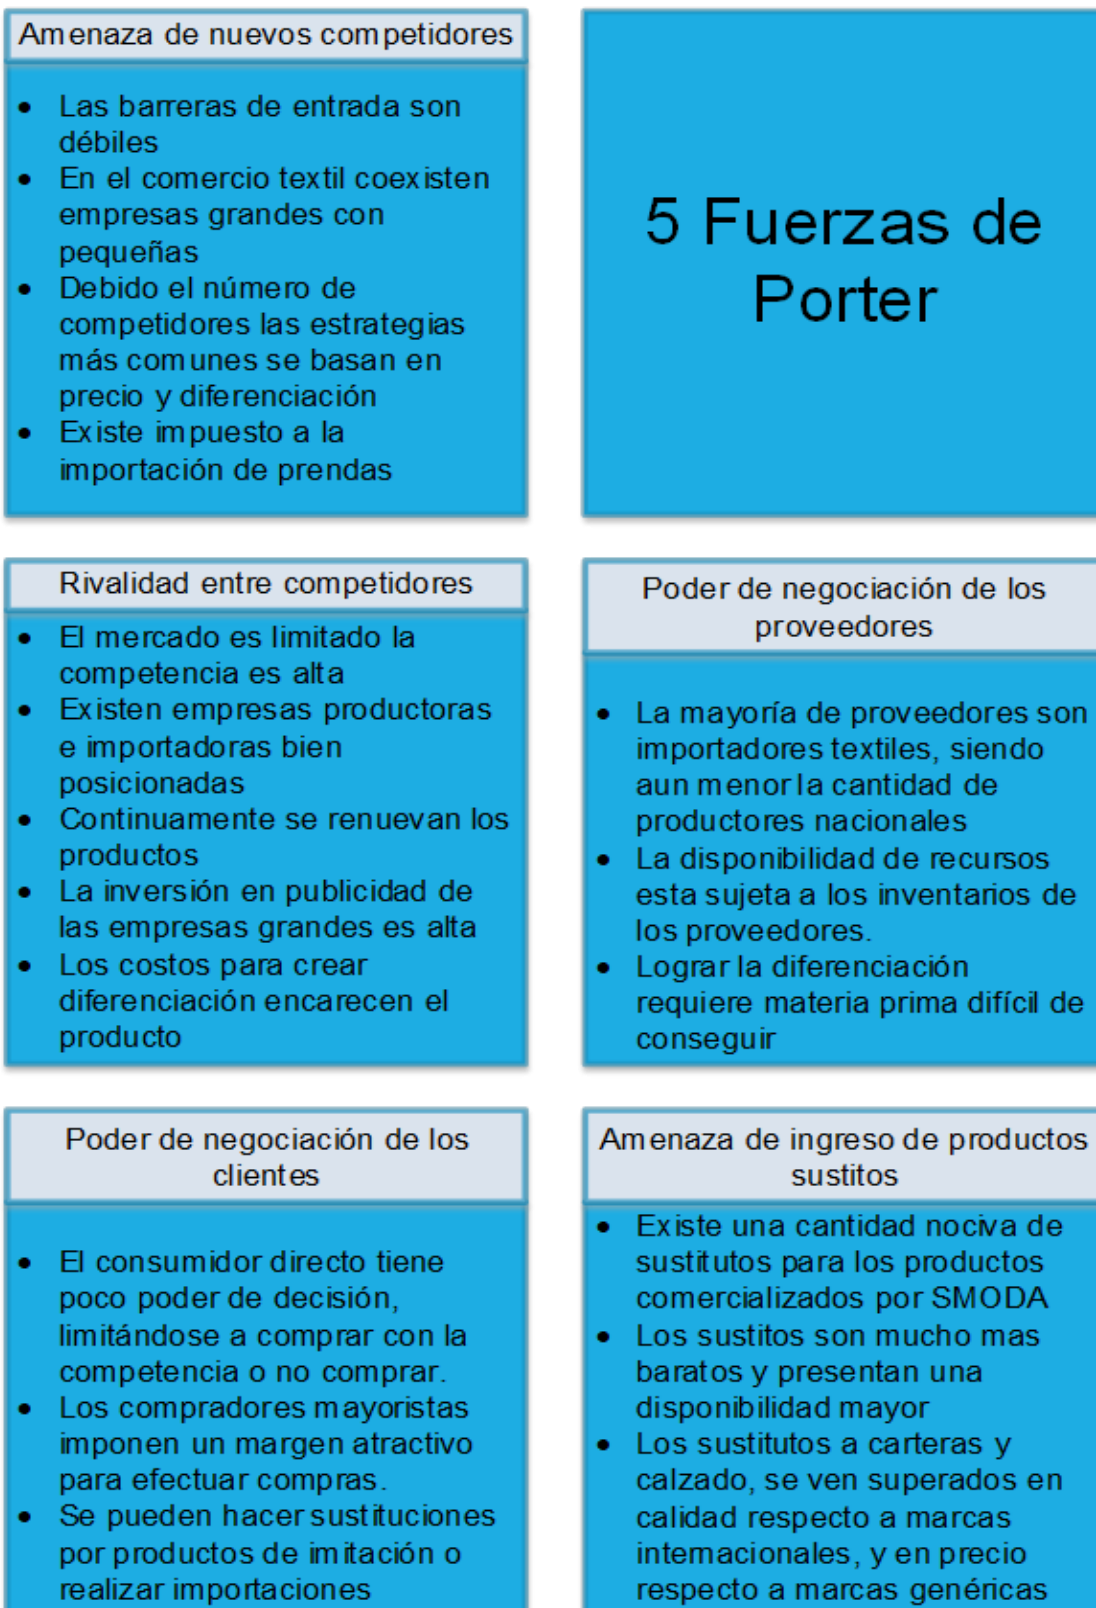 Amenaza de nuevos competidores
• Las barreras de entrada son
débiles
• En el comercio textil coexisten
empresas grandes con
pequeñas
• Debido el número de
competidores las estrategias
más comunes se basan en
precio y diferenciación
• Existe impuesto a la
importación de prendas
5 Fuerzas de
Porter
Rivalidad entre competidores
• El mercado es limitado la
competencia es alta
• Existen empresas productoras
e importadoras bien
posicionadas
• Continuamente se renuevan los
productos
• La inversión en publicidad de
las empresas grandes es alta
• Los costos para crear
diferenciación encarecen el
producto
Poder de negociación de los
proveedores
• La mayoría de proveedores son
importadores textiles, siendo
aun menor la cantidad de
productores nacionales
• La disponibilidad de recursos
esta sujeta a los inventarios de
los proveedores.
• Lograr la diferenciación
requiere materia prima difícil de
conseguir
Poder de negociación de los
clientes
• El consumidor directo tiene
poco poder de decisión,
limitándose a comprar con la
competencia o no comprar.
• Los compradores mayoristas
imponen un margen atractivo
para efectuar compras.
• Se pueden hacer sustituciones
por productos de imitación o
realizar importaciones
Amenaza de ingreso de productos
sustitos
• Existe una cantidad nociva de
sustitutos para los productos
comercializados por SMODA
• Los sustitos son mucho mas
baratos y presentan una
disponibilidad mayor
• Los sustitutos a carteras y
calzado, se ven superados en
calidad respecto a marcas
internacionales, y en precio
respecto a marcas genéricas